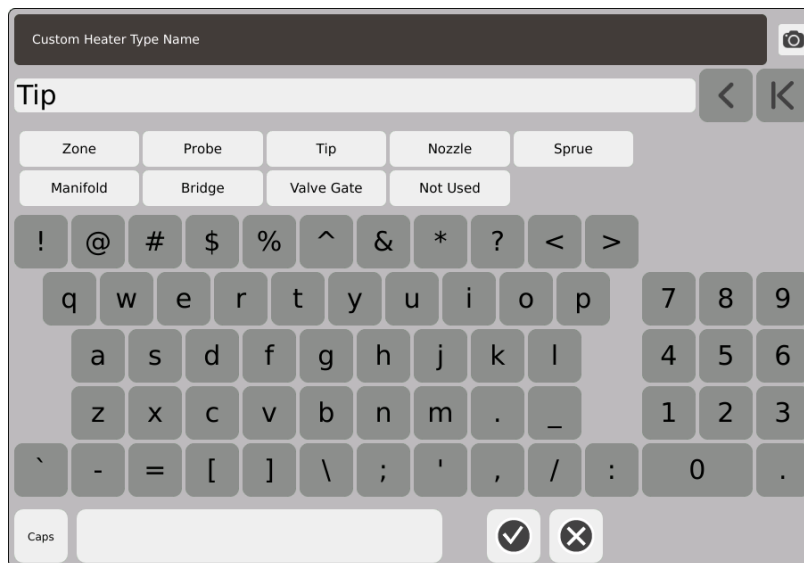 Custom Heater Type Name
Tip
Zone Probe Tip Nozzle Sprue
Manifold Bridge Valve Gate Not Used
! @ # $ % ^ & * ? < >
q w e r t y u i o p 7 8 9
a s d f g h j k l 4 5 6
z x c v b n m . _ 1 2 3
` - = [ ] \ ; ' , / : 0 .
Caps